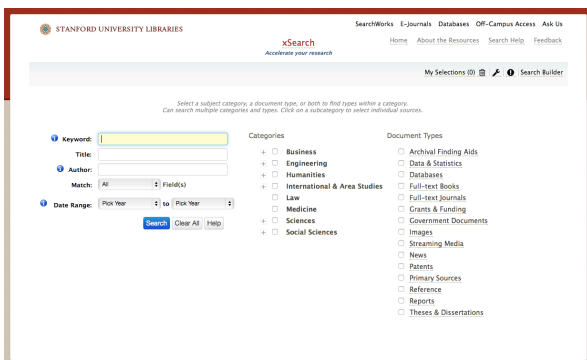 STANFORD UNIVERSITY LIBRARIES
SearchWorks E-Journals Databases Off-Campus Access Ask Us
xSearch
Accelerate your research
Home About the Resources Search Help Feedback
My Selections (0) Search Builder
Select a subject category, a document type, or both to find types within a category.
Can search multiple categories and types. Click on a subcategory to select individual sources.
Keyword:
Title:
Author:
Match: All Field(s)
Date Range: Pick Year to Pick Year
Search Clear All Help
Categories
+ Business
+ Engineering
+ Humanities
+ International & Area Studies
Law
Medicine
+ Sciences
+ Social Sciences
Document Types
Archival Finding Aids
Data & Statistics
Databases
Full-text Books
Full-text Journals
Grants & Funding
Government Documents
Images
Streaming Media
News
Patents
Primary Sources
Reference
Reports
Theses & Dissertations